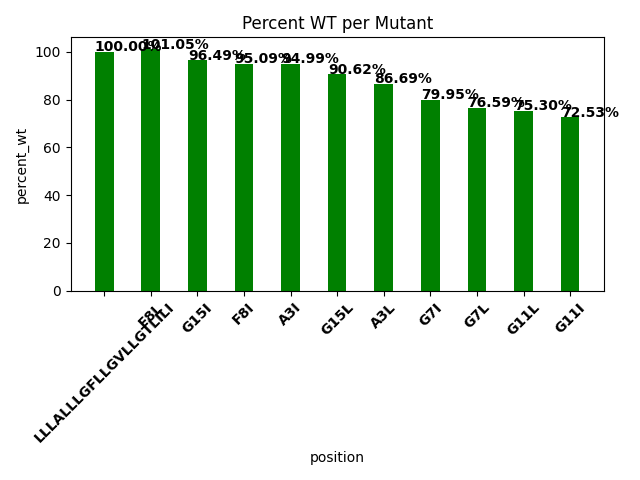 Percent WT per Mutant
percent_wt
100
80
60
40
20
0
100.00%
101.05%
96.49%
95.09%
94.99%
90.62%
86.69%
79.95%
76.59%
75.30%
72.53%
LLLALLLGFLLGVLLGTLILI
F8L
G15I
F8I
A3I
G15L
A3L
G7I
G7L
G11L
G11I
position